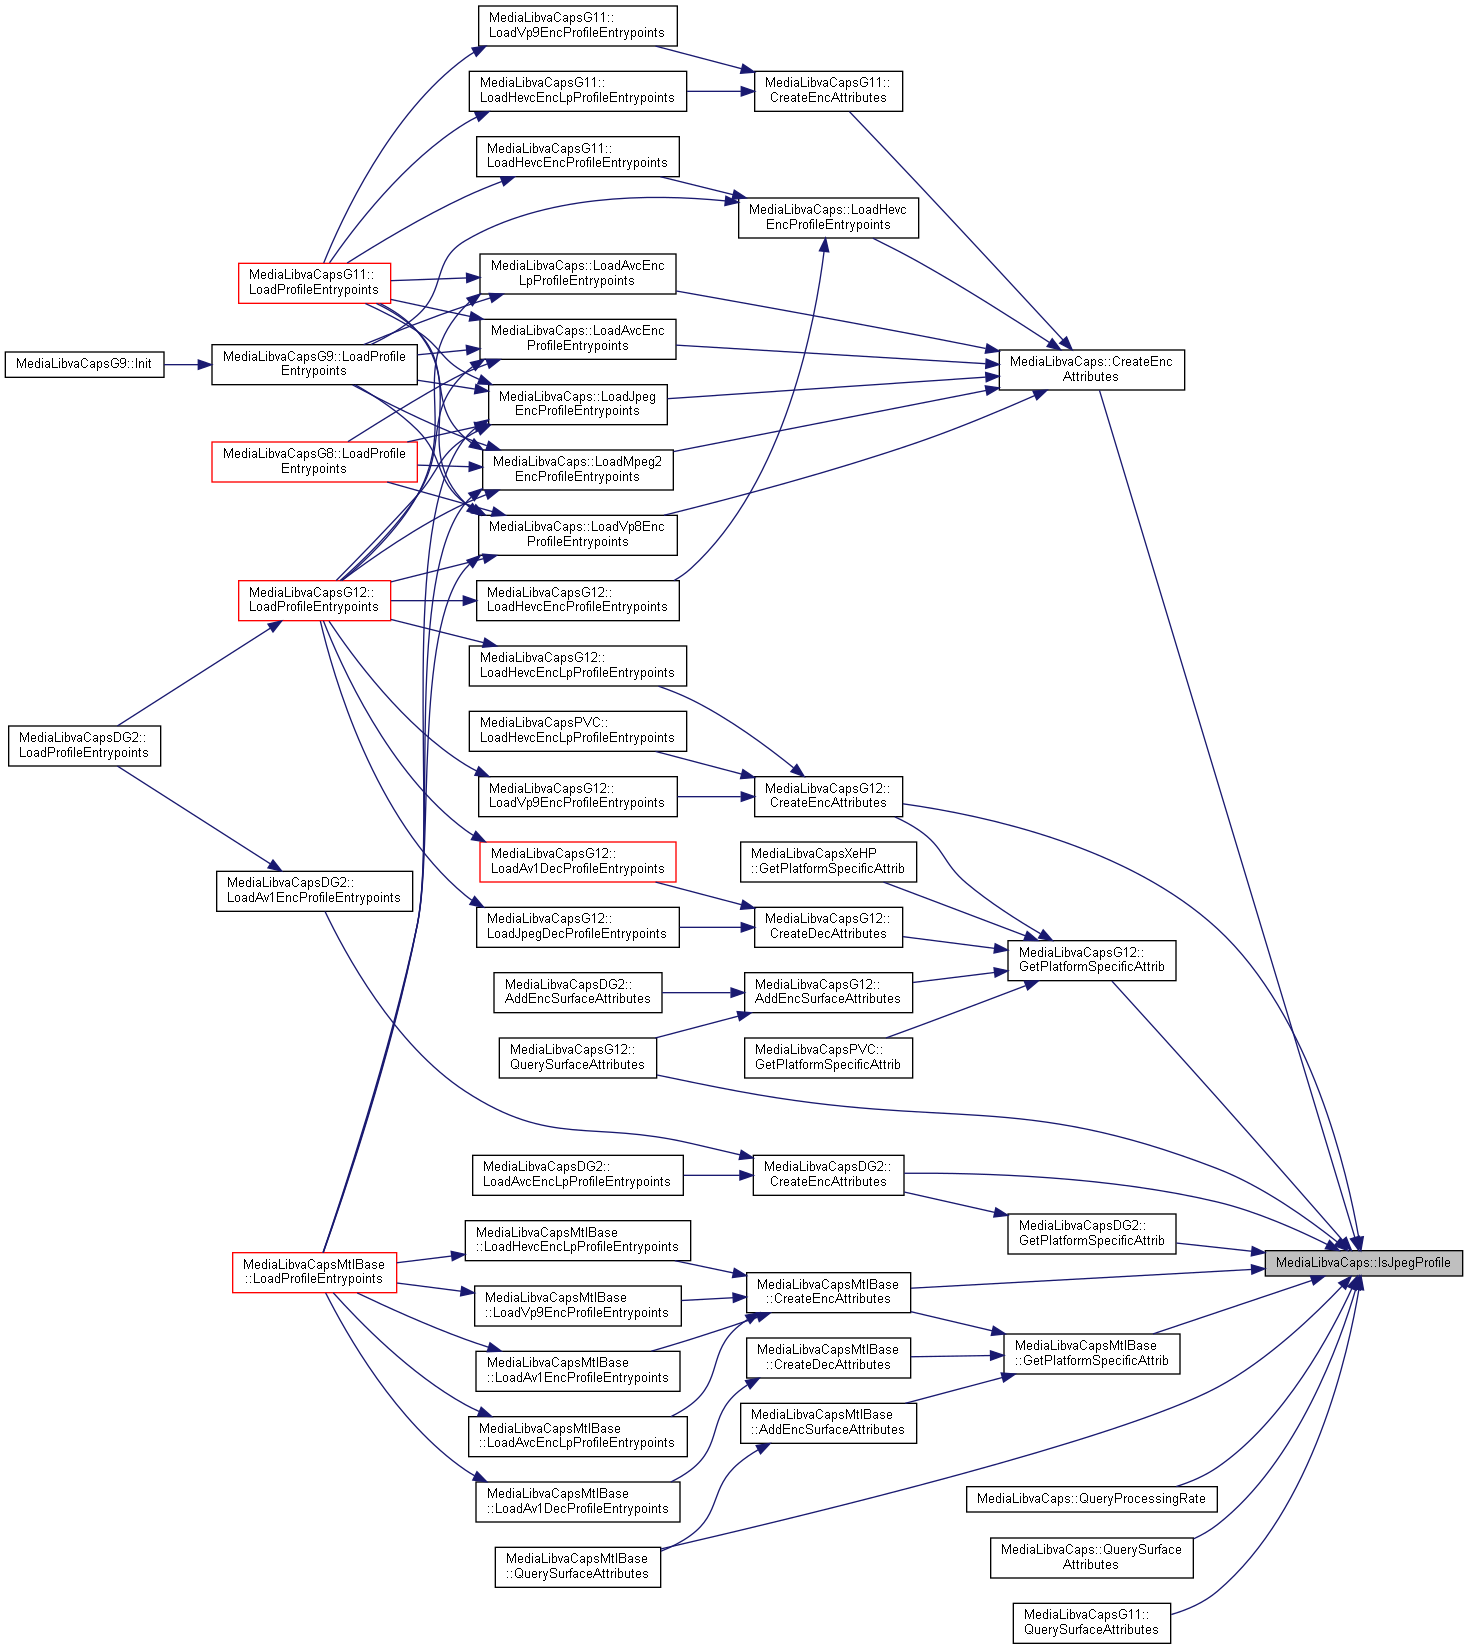 MediaLibvaCapsG11::
LoadVp9EncProfileEntrypoints
MediaLibvaCapsG11::
LoadHevcEncLpProfileEntrypoints
MediaLibvaCapsG11::
CreateEncAttributes
MediaLibvaCapsG11::
LoadHevcEncProfileEntrypoints
MediaLibvaCaps::LoadHevc
EncProfileEntrypoints
MediaLibvaCapsG11::
LoadProfileEntrypoints
MediaLibvaCaps::LoadAvcEnc
LpProfileEntrypoints
MediaLibvaCaps::LoadAvcEnc
ProfileEntrypoints
MediaLibvaCapsG9::Init
MediaLibvaCapsG9::LoadProfile
Entrypoints
MediaLibvaCaps::CreateEnc
Attributes
MediaLibvaCaps::LoadJpeg
EncProfileEntrypoints
MediaLibvaCapsG8::LoadProfile
Entrypoints
MediaLibvaCaps::LoadMpeg2
EncProfileEntrypoints
MediaLibvaCaps::LoadVp8Enc
ProfileEntrypoints
MediaLibvaCapsG12::
LoadProfileEntrypoints
MediaLibvaCapsG12::
LoadHevcEncProfileEntrypoints
MediaLibvaCapsG12::
LoadHevcEncLpProfileEntrypoints
MediaLibvaCapsDG2::
LoadProfileEntrypoints
MediaLibvaCapsPVC::
LoadHevcEncLpProfileEntrypoints
MediaLibvaCapsG12::
LoadVp9EncProfileEntrypoints
MediaLibvaCapsG12::
CreateEncAttributes
MediaLibvaCapsG12::
LoadAv1DecProfileEntrypoints
MediaLibvaCapsXeHP
::GetPlatformSpecificAttrib
MediaLibvaCapsDG2::
LoadAv1EncProfileEntrypoints
MediaLibvaCapsG12::
LoadJpegDecProfileEntrypoints
MediaLibvaCapsG12::
CreateDecAttributes
MediaLibvaCapsG12::
GetPlatformSpecificAttrib
MediaLibvaCapsDG2::
AddEncSurfaceAttributes
MediaLibvaCapsG12::
AddEncSurfaceAttributes
MediaLibvaCapsG12::
QuerySurfaceAttributes
MediaLibvaCapsPVC::
GetPlatformSpecificAttrib
MediaLibvaCapsDG2::
LoadAvcEncLpProfileEntrypoints
MediaLibvaCapsDG2::
CreateEncAttributes
MediaLibvaCapsDG2::
GetPlatformSpecificAttrib
MediaLibvaCapsMtlBase
::LoadHevcEncLpProfileEntrypoints
MediaLibvaCapsMtlBase
::LoadProfileEntrypoints
MediaLibvaCaps::IsJpegProfile
MediaLibvaCapsMtlBase
::LoadVp9EncProfileEntrypoints
MediaLibvaCapsMtlBase
::CreateEncAttributes
MediaLibvaCapsMtlBase
::LoadAv1EncProfileEntrypoints
MediaLibvaCapsMtlBase
::CreateDecAttributes
MediaLibvaCapsMtlBase
::GetPlatformSpecificAttrib
MediaLibvaCapsMtlBase
::LoadAvcEncLpProfileEntrypoints
MediaLibvaCapsMtlBase
::AddEncSurfaceAttributes
MediaLibvaCapsMtlBase
::LoadAv1DecProfileEntrypoints
MediaLibvaCaps::QueryProcessingRate
MediaLibvaCapsMtlBase
::QuerySurfaceAttributes
MediaLibvaCaps::QuerySurface
Attributes
MediaLibvaCapsG11::
QuerySurfaceAttributes